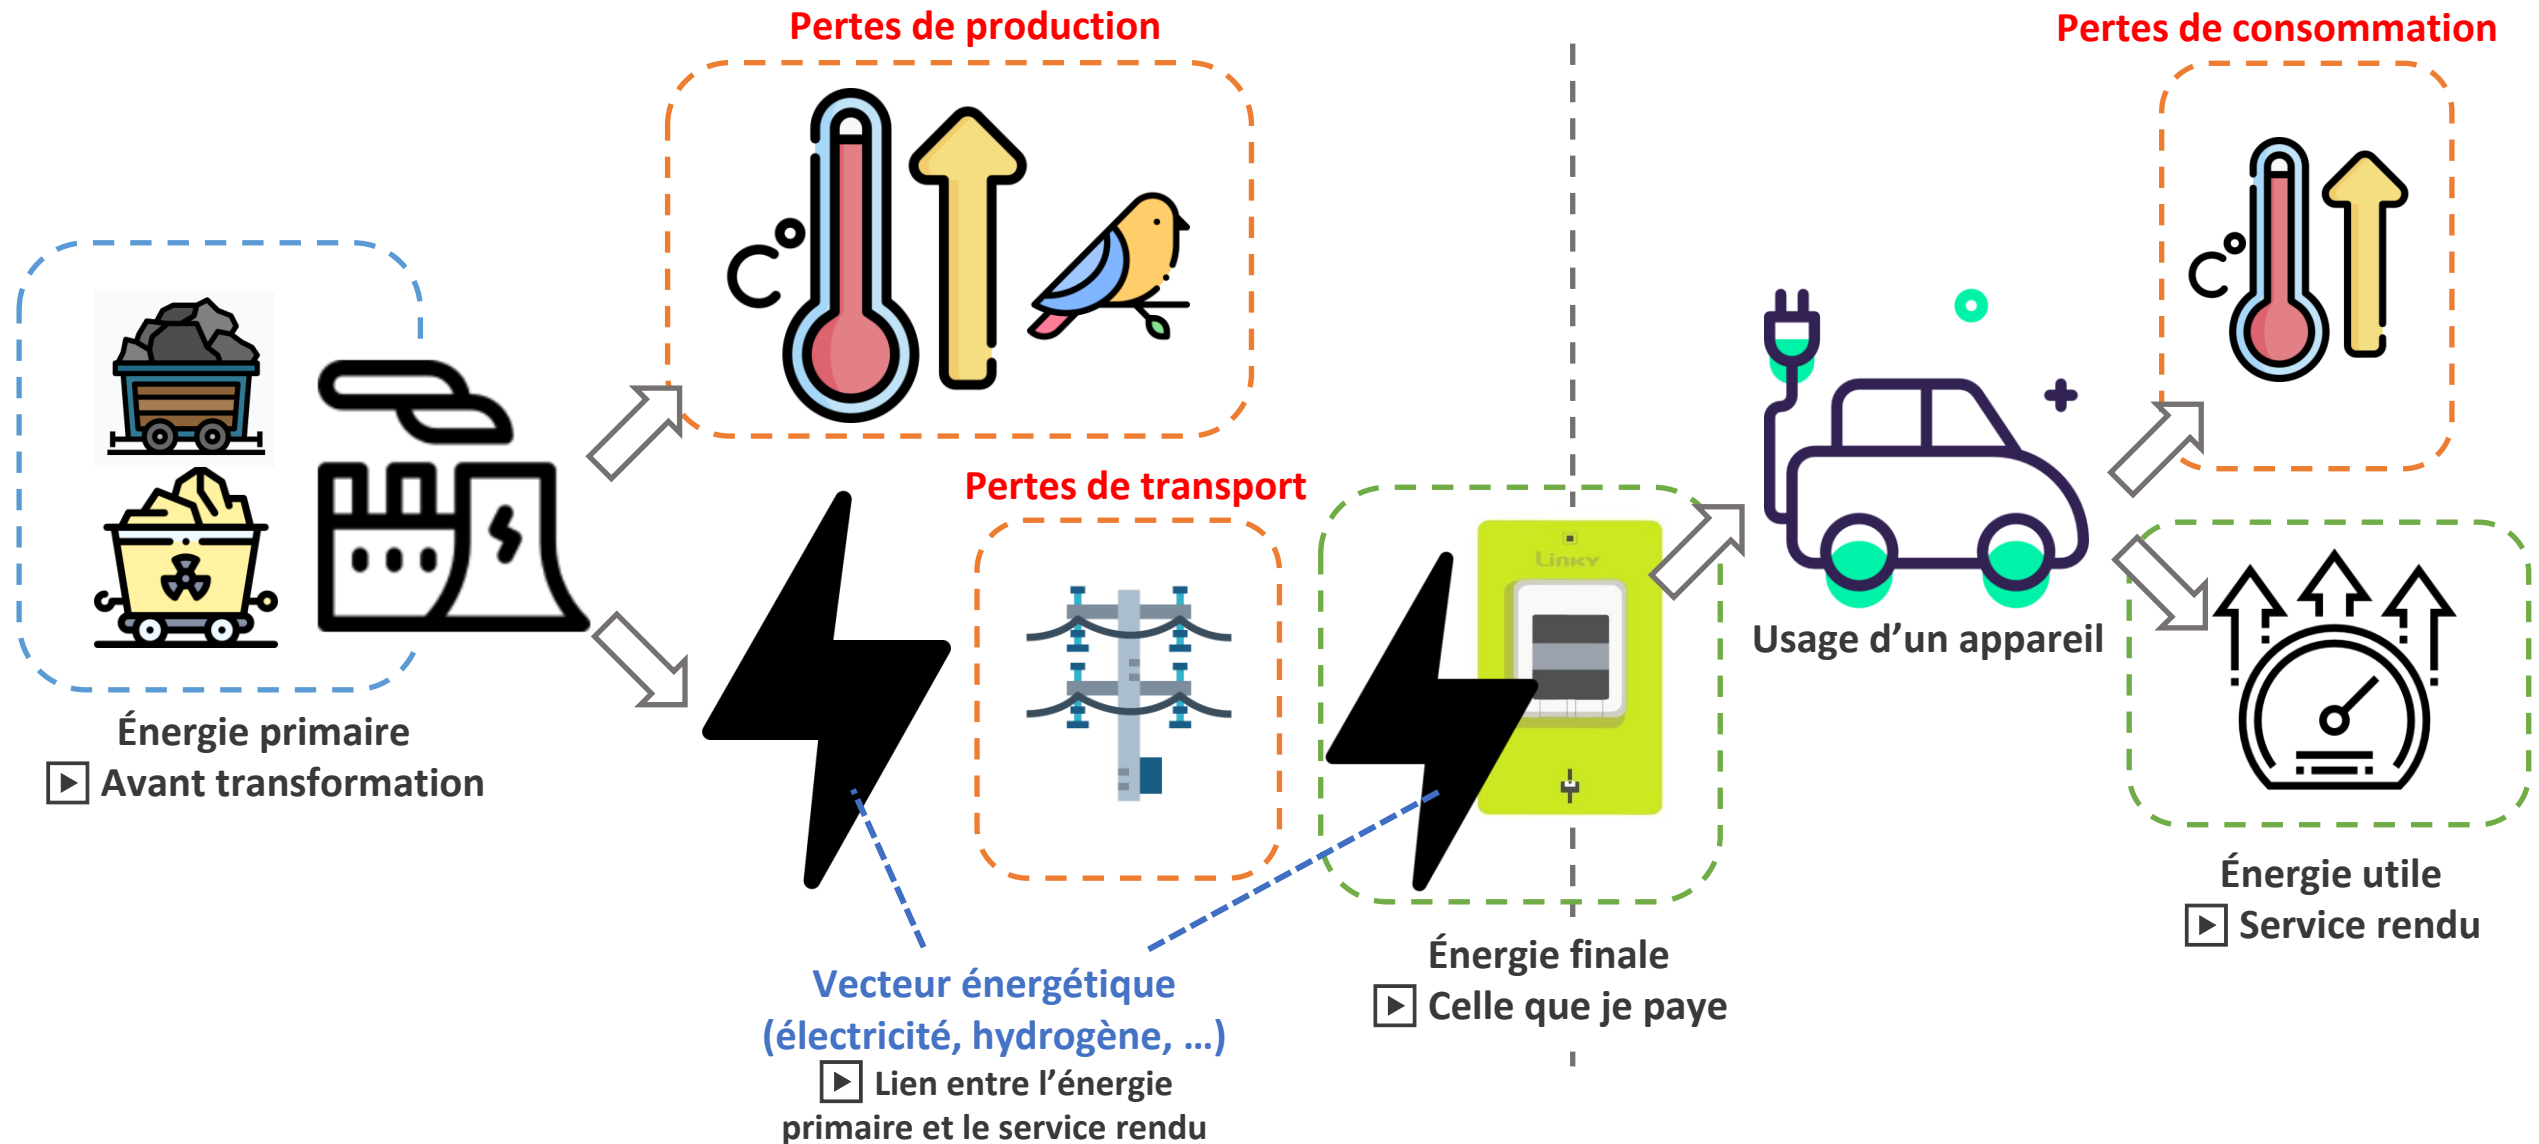 Pertes de production
Pertes de consommation
C°
C°
Pertes de transport
Linky
Usage d'un appareil
Énergie primaire
Avant transformation
Énergie utile
Service rendu
Énergie finale
Celle que je paye
Vecteur énergétique
(électricité, hydrogène, …)
Lien entre l'énergie
primaire et le service rendu